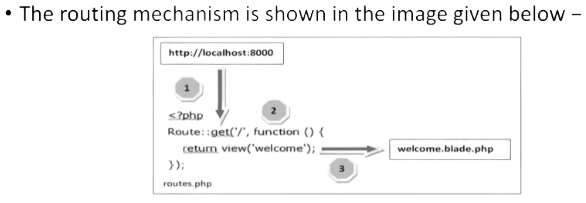 • The routing mechanism is shown in the image given below –
http://localhost:8000
1
<?php
2
Route::get('/', function () {
return view('welcome');
welcome.blade.php
});
3
routes.php